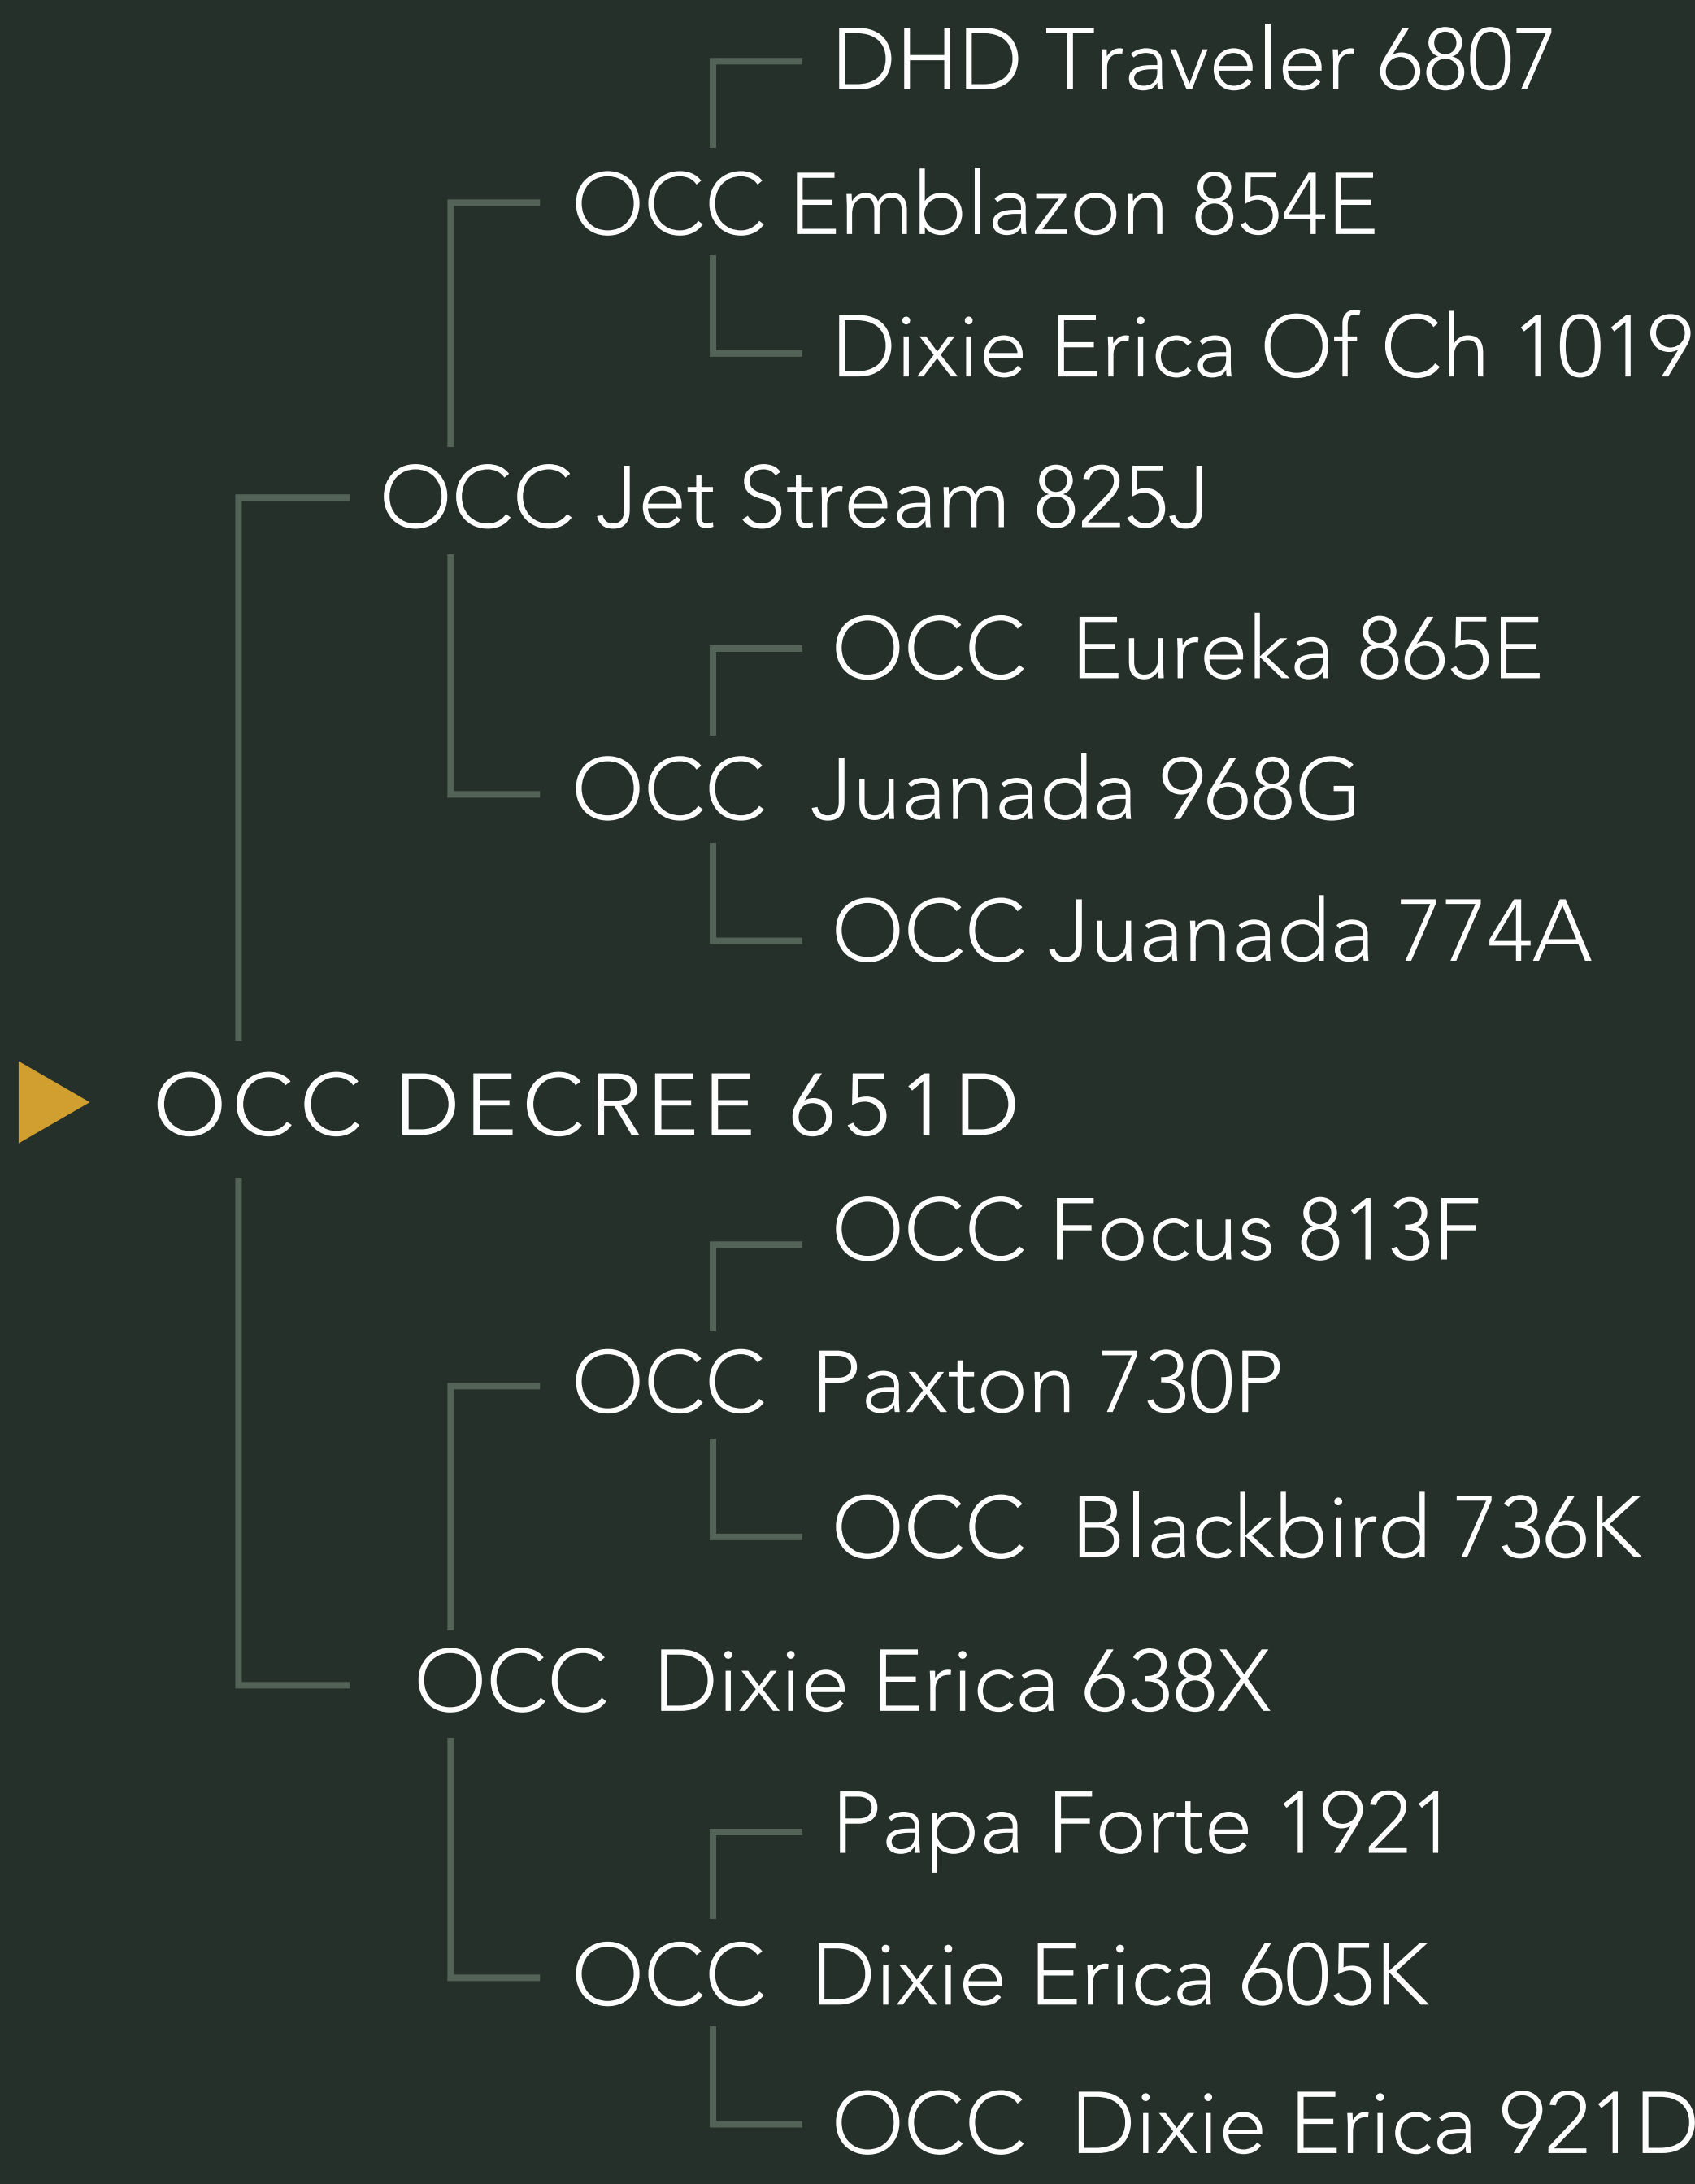 DHD Traveler 6807
OCC Emblazon 854E
Dixie Erica Of Ch 1019
OCC Jet Stream 825J
OCC Eureka 865E
OCC Juanada 968G
OCC Juanada 774A
OCC DECREE 651D
OCC Focus 813F
OCC Paxton 730P
OCC Blackbird 736K
OCC Dixie Erica 638X
Papa Forte 1921
OCC Dixie Erica 605K
OCC Dixie Erica 921D